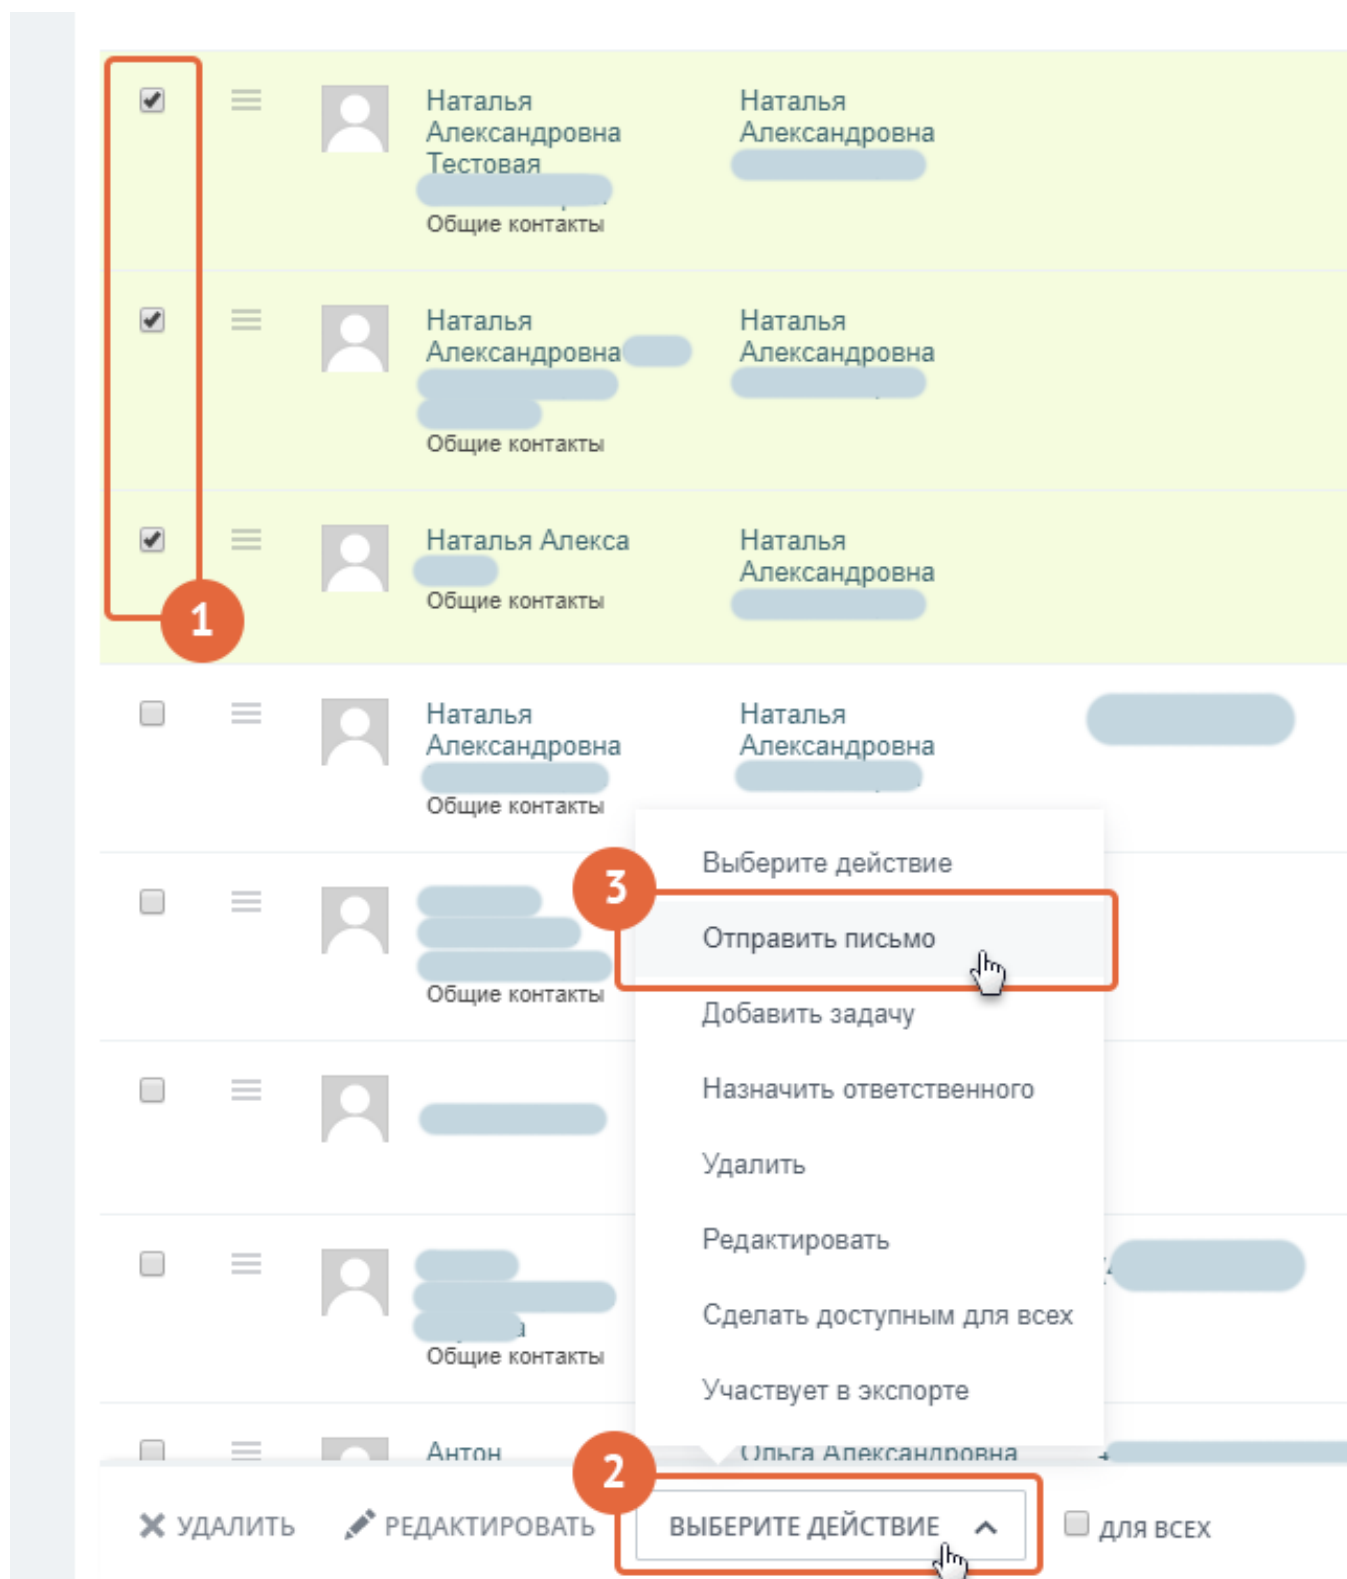 Наталья
Александровна
Тестовая
Общие контакты
Наталья
Александровна
1
Наталья
Александровна
Общие контакты
Наталья
Александровна
Наталья Алекса
Общие контакты
Наталья
Александровна
Наталья
Александровна
Общие контакты
Наталья
Александровна
Общие контакты
Общие контакты
Выберите действие
3
Отправить письмо
Добавить задачу
Назначить ответственного
Удалить
Редактировать
Сделать доступным для всех
Участвует в экспорте
Антон
Ольга Александровна
2
УДАЛИТЬ
РЕДАКТИРОВАТЬ
ВЫБЕРИТЕ ДЕЙСТВИЕ
ДЛЯ ВСЕХ